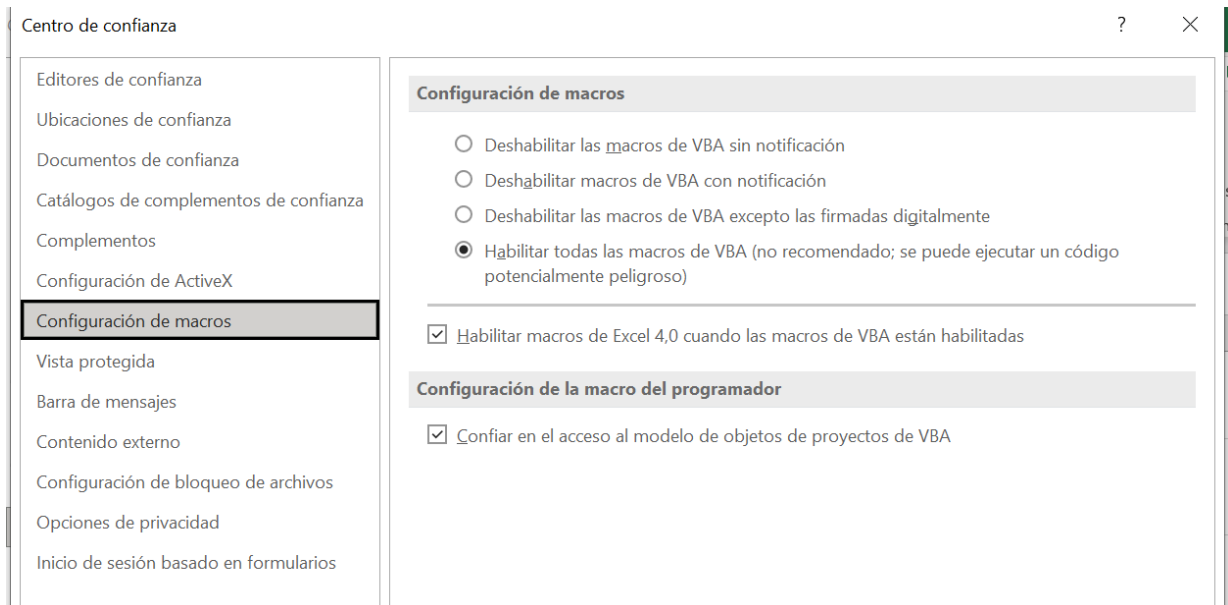 Centro de confianza
?
Editores de confianza
Ubicaciones de confianza
Documentos de confianza
Catálogos de complementos de confianza
Complementos
Configuración de ActiveX
Configuración de macros
Vista protegida
Barra de mensajes
Contenido externo
Configuración de bloqueo de archivos
Opciones de privacidad
Inicio de sesión basado en formularios
Configuración de macros
Deshabilitar las macros de VBA sin notificación
Deshabilitar macros de VBA con notificación
Deshabilitar las macros de VBA excepto las firmadas digitalmente
Habilitar todas las macros de VBA (no recomendado; se puede ejecutar un código
potencialmente peligroso)
Habilitar macros de Excel 4,0 cuando las macros de VBA están habilitadas
Configuración de la macro del programador
Confiar en el acceso al modelo de objetos de proyectos de VBA